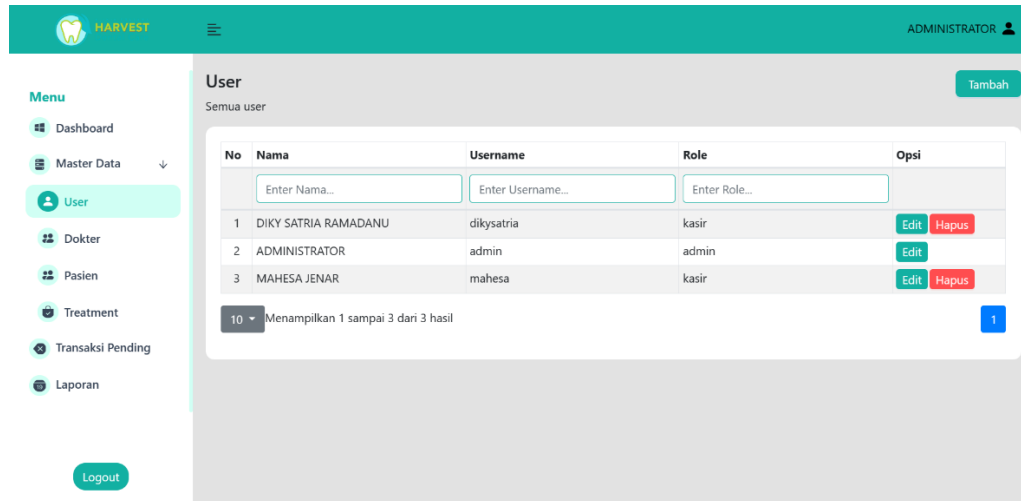 HARVEST
ADMINISTRATOR
Menu
Dashboard
Master Data
User
Dokter
Pasien
Treatment
Transaksi Pending
Laporan
Logout
User
Tambah
Semua user
No Nama Username Role Opsi
Enter Nama... Enter Username... Enter Role...
1 DIKY SATRIA RAMADANU dikysatria kasir Edit Hapus
2 ADMINISTRATOR admin admin Edit
3 MAHESA JENAR mahesa kasir Edit Hapus
10 Menampilkan 1 sampai 3 dari 3 hasil 1